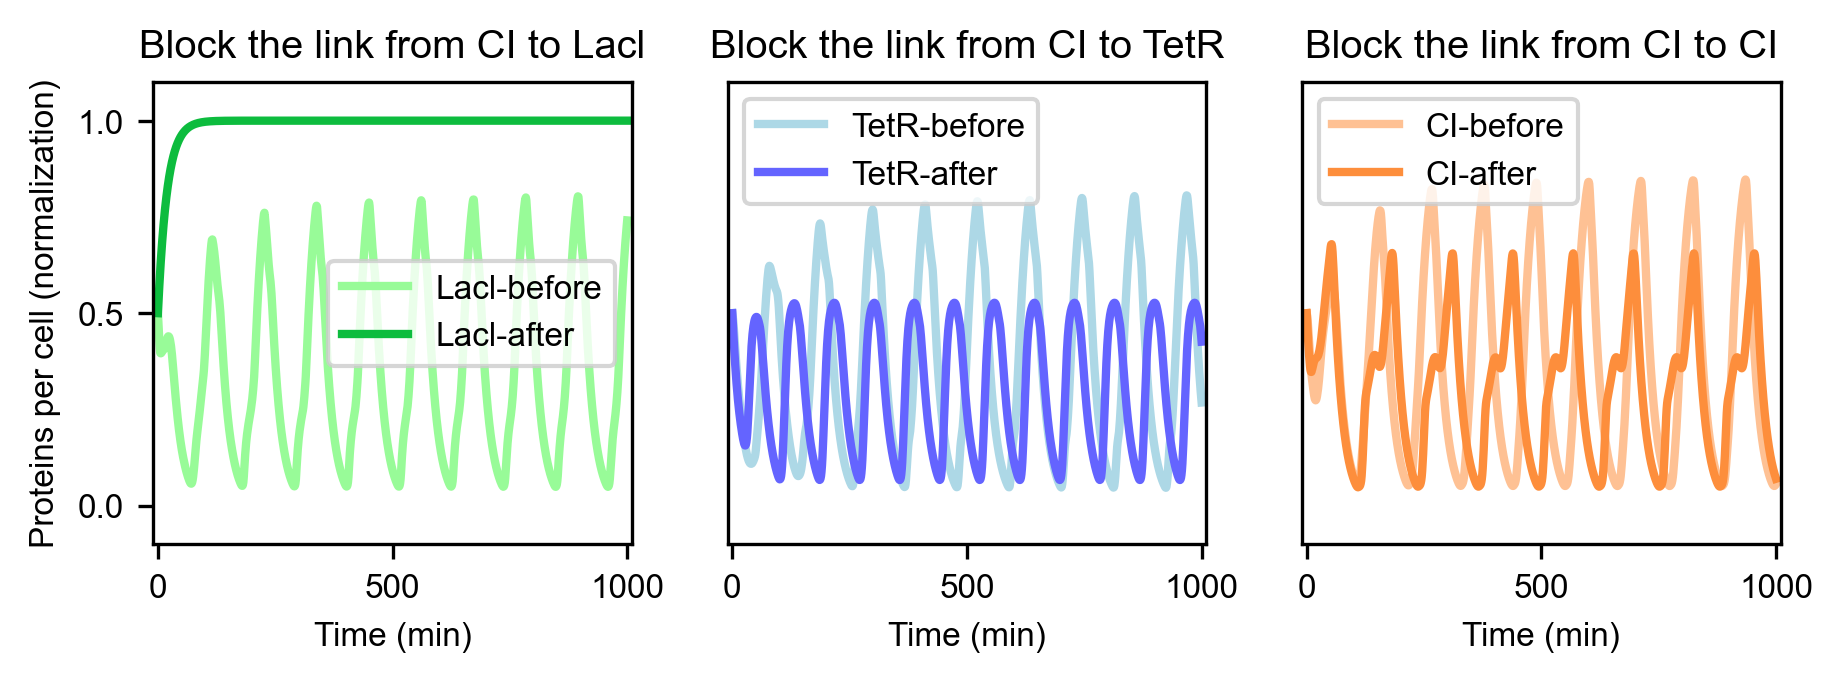 Block the link from CI to LacI
Block the link from CI to TetR
Block the link from CI to CI
Proteins per cell (normalization)
1.0
0.5
0.0
LacI-before
LacI-after
TetR-before
TetR-after
CI-before
CI-after
0 500 1000
0 500 1000
0 500 1000
Time (min)
Time (min)
Time (min)